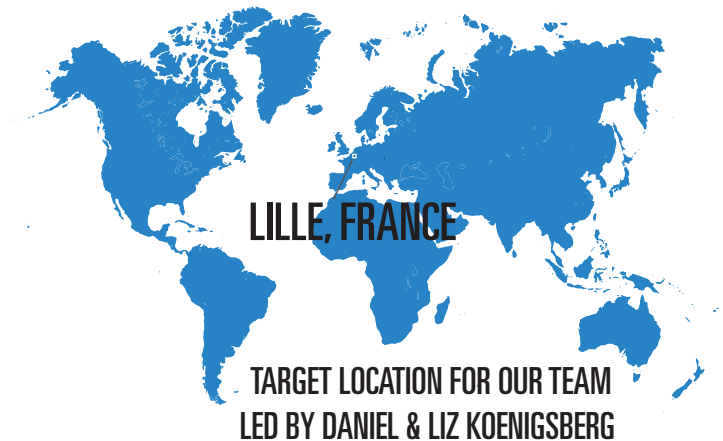 LILLE, FRANCE
TARGET LOCATION FOR OUR TEAM
LED BY DANIEL & LIZ KOENIGSBERG